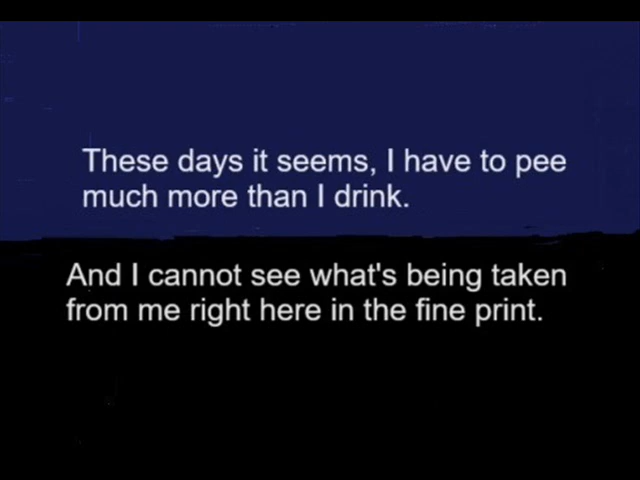 These days it seems, I have to pee
much more than I drink.
And I cannot see what's being taken
from me right here in the fine print.